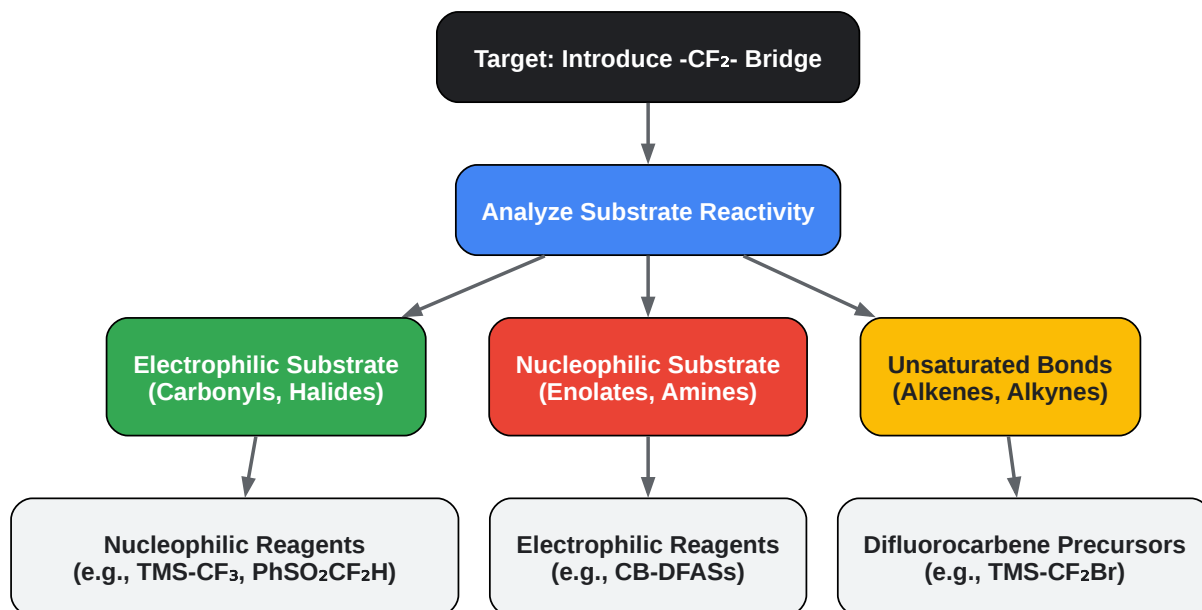 Target: Introduce -CF₂- Bridge
Analyze Substrate Reactivity
Electrophilic Substrate
(Carbonyls, Halides)
Nucleophilic Substrate
(Enolates, Amines)
Unsaturated Bonds
(Alkenes, Alkynes)
Nucleophilic Reagents
(e.g., TMS-CF₃, PhSO₂CF₂H)
Electrophilic Reagents
(e.g., CB-DFASs)
Difluorocarbene Precursors
(e.g., TMS-CF₂Br)